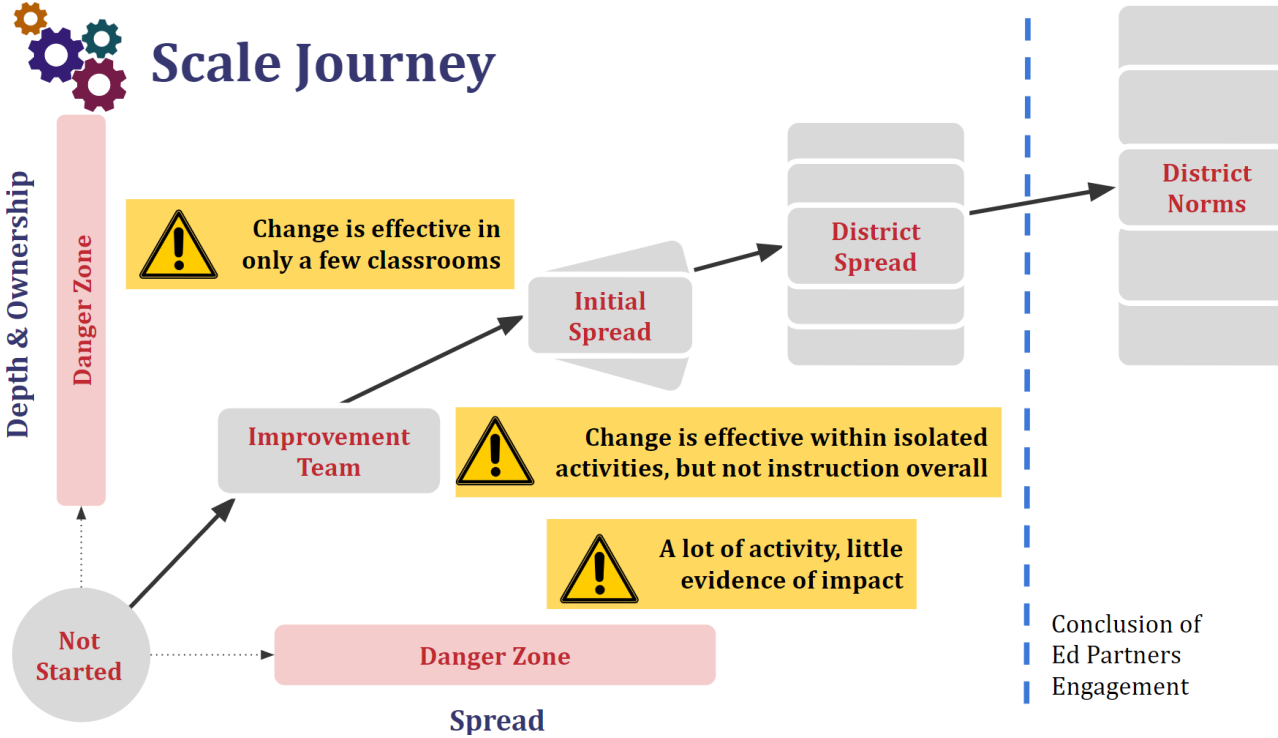 Scale Journey
Depth & Ownership
Danger Zone
Change is effective in
only a few classrooms
District
Norms
District
Spread
Initial
Spread
Improvement
Team
Change is effective within isolated
activities, but not instruction overall
A lot of activity, little
evidence of impact
Not
Started
Danger Zone
Spread
Conclusion of
Ed Partners
Engagement